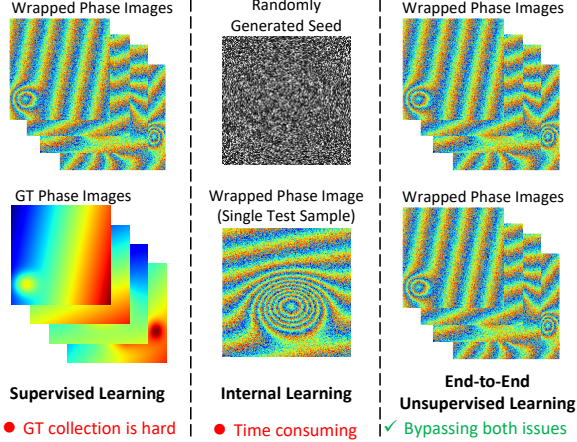 Wrapped Phase Images
GT Phase Images
Supervised Learning
● GT collection is hard
Randomly
Generated Seed
Wrapped Phase Image
(Single Test Sample)
Internal Learning
● Time consuming
Wrapped Phase Images
Wrapped Phase Images
End-to-End
Unsupervised Learning
✓ Bypassing both issues